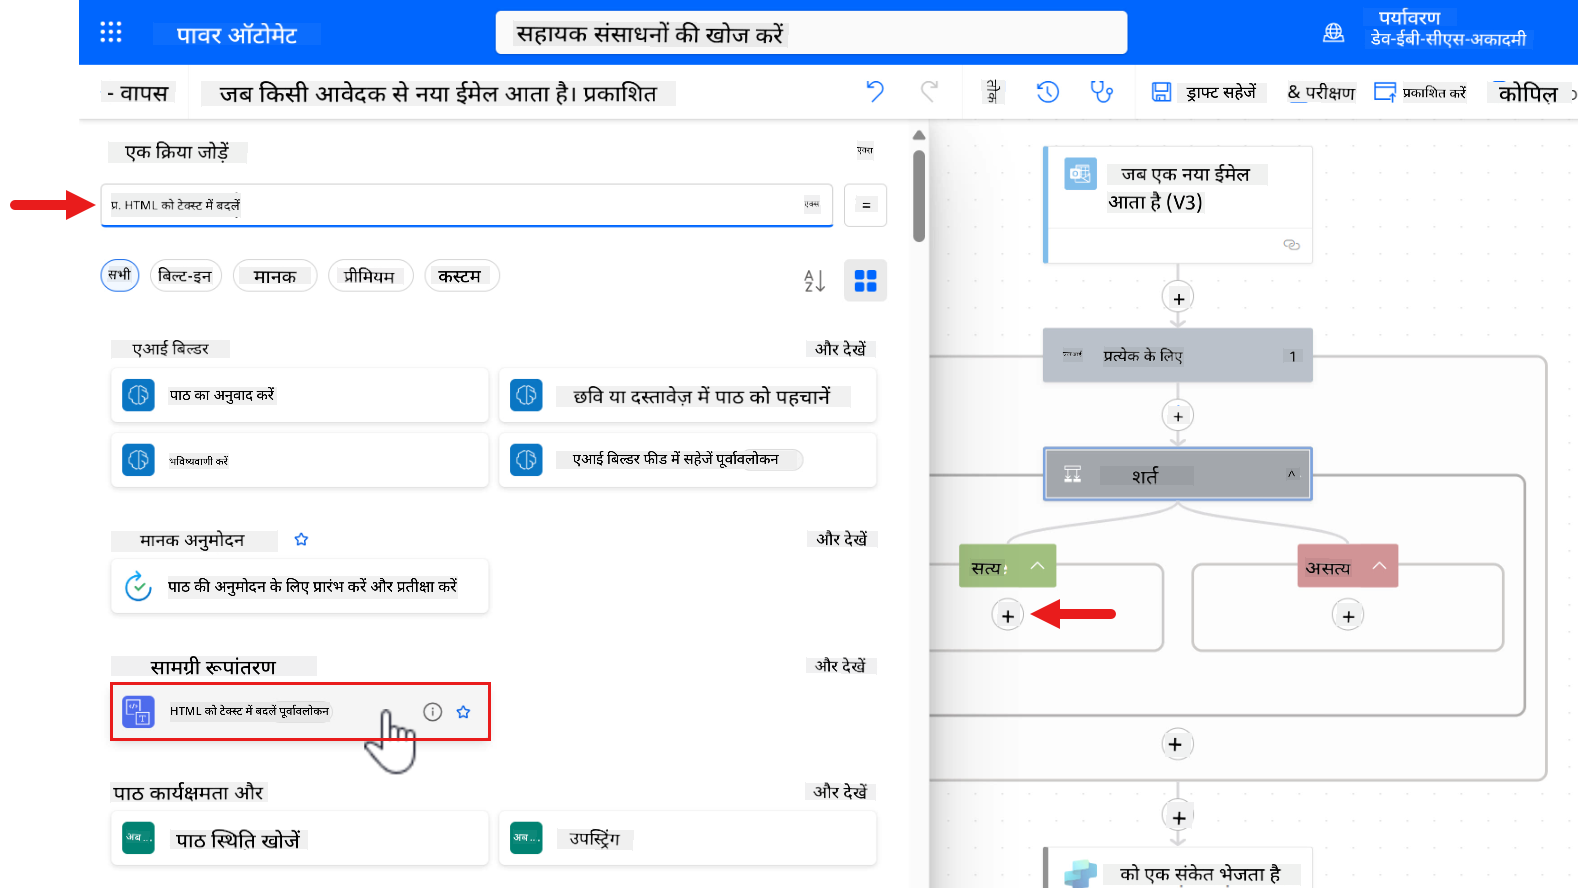 पावर ऑटोमेट
सहायक संसाधनों की खोज करें
पर्यावरण
डेव-ईबी-सीएस-अकादमी
- वापस
जब किसी आवेदक से नया ईमेल आता है। प्रकाशित
ड्राफ्ट सहेजें
& परीक्षण
प्रकाशित करें
कोपिल
एक क्रिया जोड़ें
प्र. HTML को टेक्स्ट में बदलें
एक्स
=
सभी
बिल्ट-इन
मानक
प्रीमियम
कस्टम
एआई बिल्डर
और देखें
पाठ का अनुवाद करें
छवि या दस्तावेज़ में पाठ को पहचानें
भविष्यवाणी करें
एआई बिल्डर फीड में सहेजें पूर्वावलोकन
मानक अनुमोदन
और देखें
पाठ की अनुमोदन के लिए प्रारंभ करें और प्रतीक्षा करें
सामग्री रूपांतरण
और देखें
HTML को टेक्स्ट में बदलें पूर्वावलोकन
पाठ कार्यक्षमता और
और देखें
अब ...
पाठ स्थिति खोजें
अब ...
उपस्ट्रिंग
जब एक नया ईमेल
आता है (V3)
प्रत्येक के लिए
1
शर्त
सत्य
असत्य
को एक संकेत भेजता है